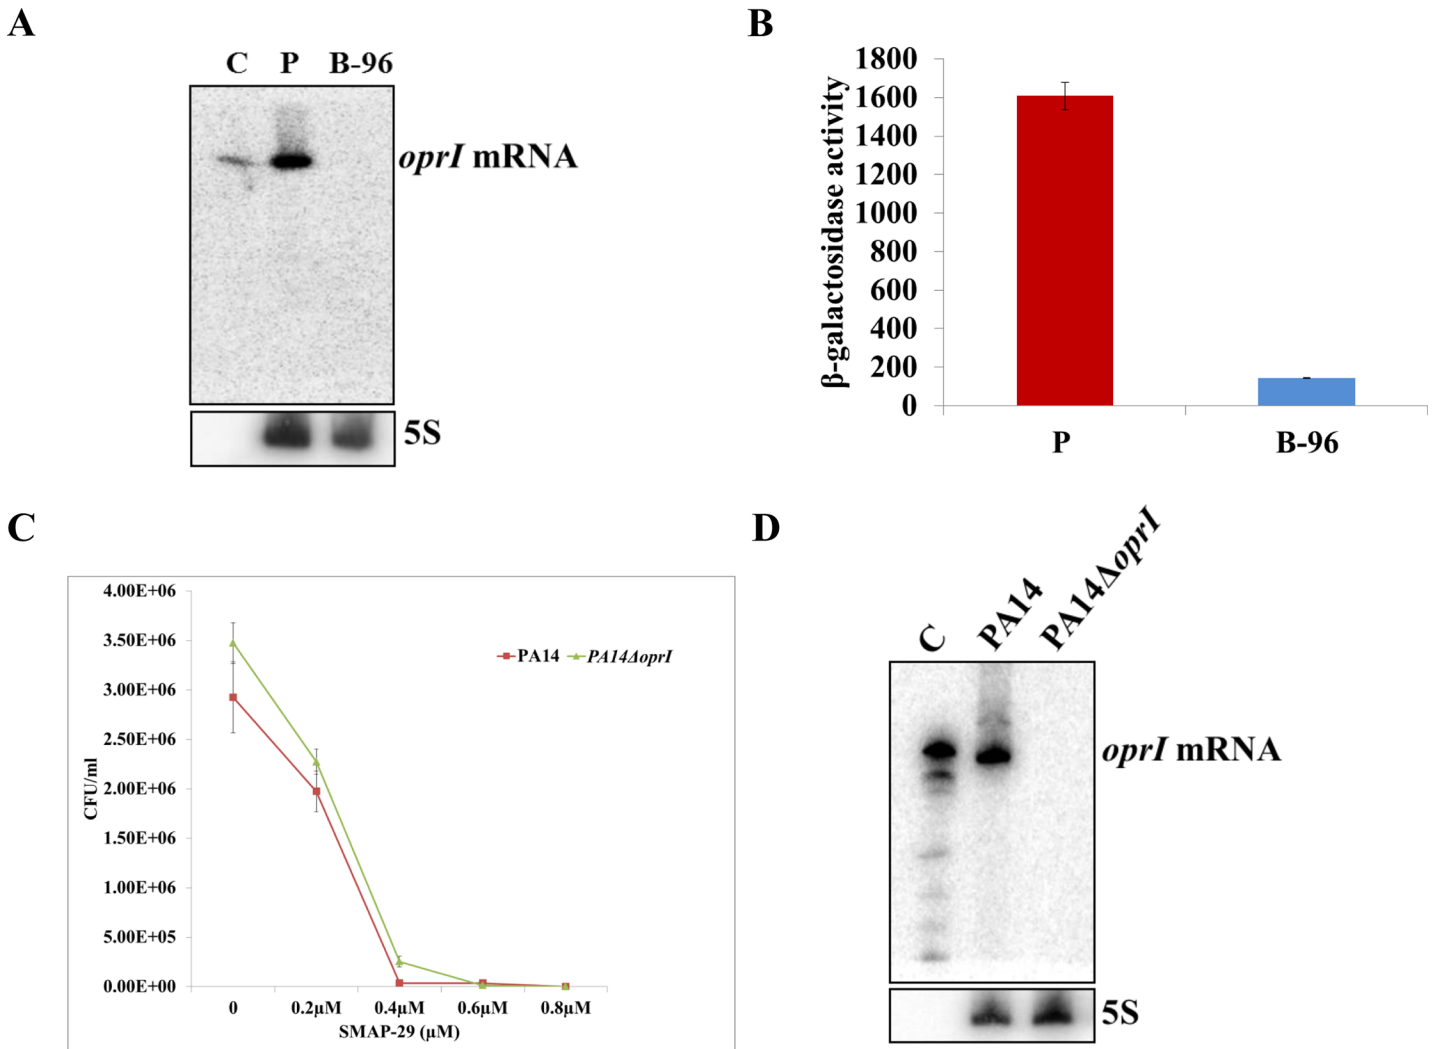 A
C P B-96
oprI mRNA
5S
B
1800
1600
1400
1200
1000
800
600
400
200
0
β-galactosidase activity
P B-96
C
4.00E+06
3.50E+06
3.00E+06
2.50E+06
2.00E+06
1.50E+06
1.00E+06
5.00E+05
0.00E+00
CFU/ml
PA14 PA14ΔoprI
0 0.2μM 0.4μM 0.6μM 0.8μM
SMAP-29 (μM)
D
C PA14 PA14ΔoprI
oprI mRNA
5S